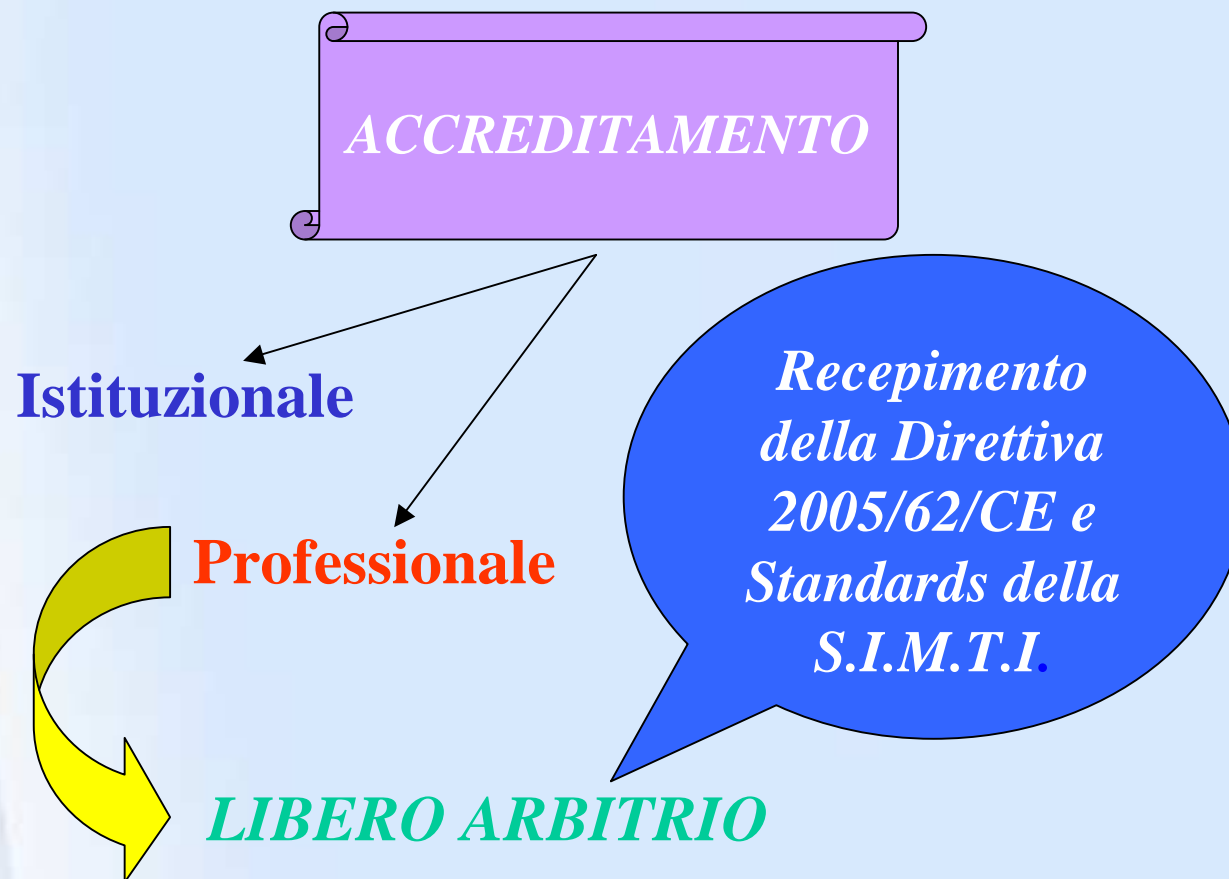 ACCREDITAMENTO
Istituzionale
Professionale
Recepimento
della Direttiva
2005/62/CE e
Standards della
S.I.M.T.I.
LIBERO ARBITRIO